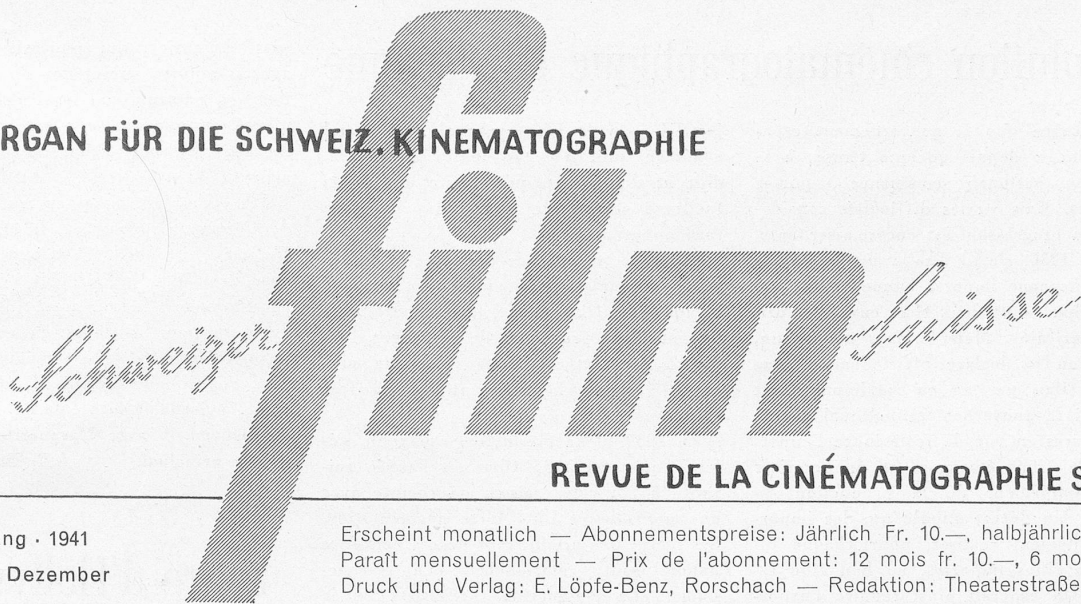 RGAN FÜR DIE SCHWEIZ. KINEMATOGRAPHIE
Schweizer film Suisse
REVUE DE LA CINÉMATOGRAPHIE S
ng · 1941
Dezember
Erscheint monatlich — Abonnementspreise: Jährlich Fr. 10.—, halbjährlic
Paraît mensuellement — Prix de l'abonnement: 12 mois fr. 10.—, 6 mo
Druck und Verlag: E. Löpfe-Benz, Rorschach — Redaktion: Theaterstraße